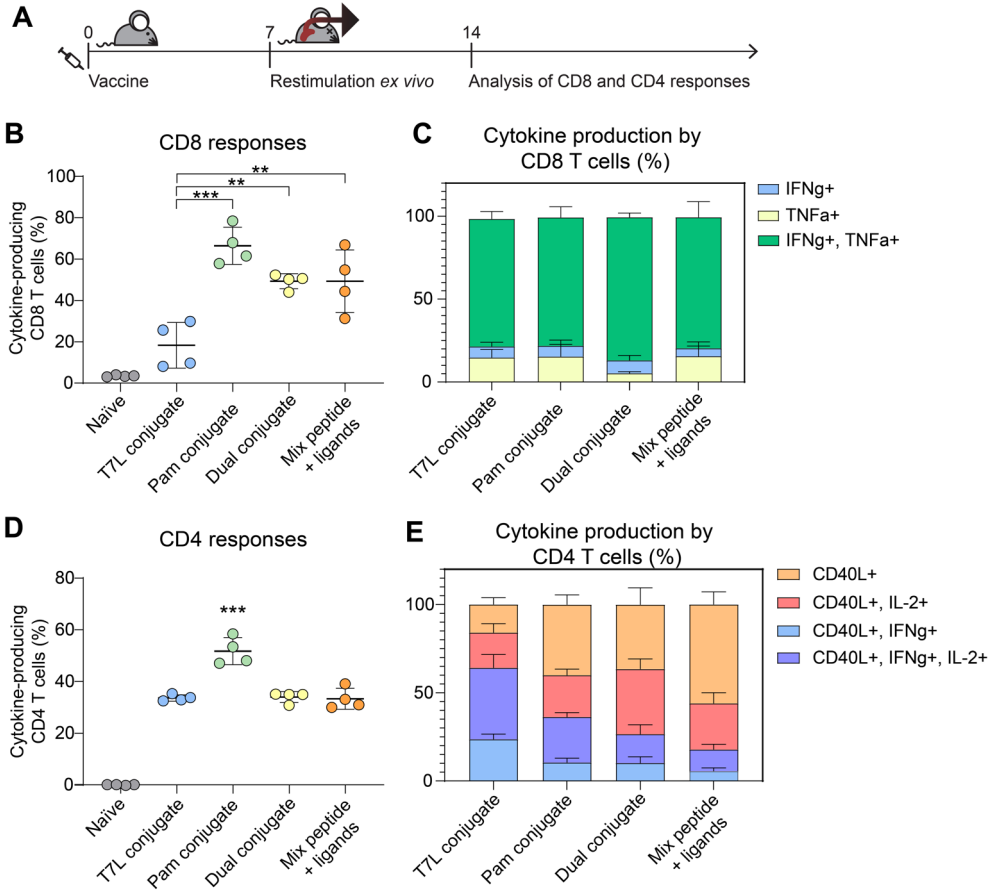 A
0
7
14
Vaccine
Restimulation ex vivo
Analysis of CD8 and CD4 responses
B
CD8 responses
Cytokine-producing
CD8 T cells (%)
100
80
60
40
20
0
**
**
***
Naïve
T7L conjugate
Pam conjugate
Dual conjugate
Mix peptide
+ ligands
C
Cytokine production by
CD8 T cells (%)
100
50
0
T7L conjugate
Pam conjugate
Dual conjugate
Mix peptide
+ ligands
IFNg+
TNFa+
IFNg+, TNFa+
D
CD4 responses
Cytokine-producing
CD4 T cells (%)
80
60
40
20
0
***
Naïve
T7L conjugate
Pam conjugate
Dual conjugate
Mix peptide
+ ligands
E
Cytokine production by
CD4 T cells (%)
100
50
0
T7L conjugate
Pam conjugate
Dual conjugate
Mix peptide
+ ligands
CD40L+
CD40L+, IL-2+
CD40L+, IFNg+
CD40L+, IFNg+, IL-2+